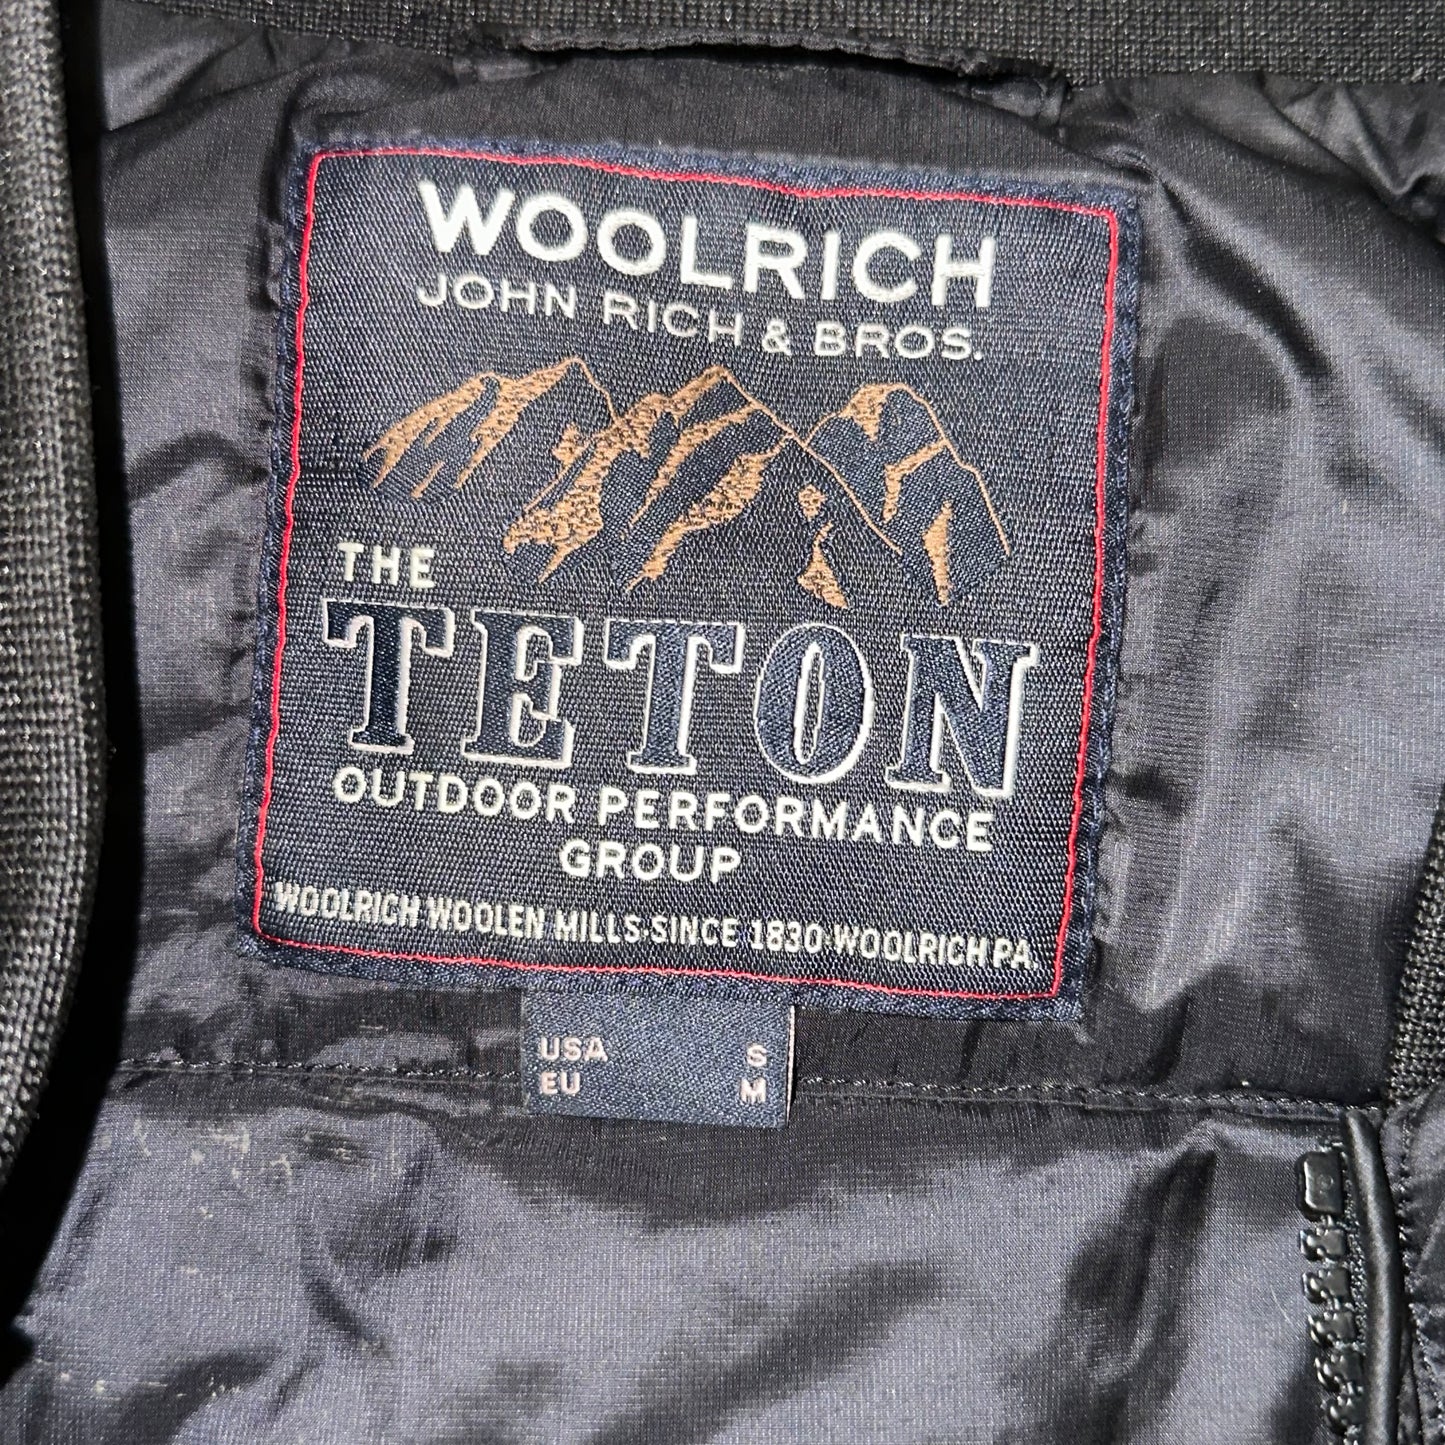 WOOLRICH
JOHN RICH & BROS.
THE
TETON
OUTDOOR PERFORMANCE
GROUP
WOOLRICH WOOLEN MILLS·SINCE 1830·WOOLRICH PA.
USA S
EU M